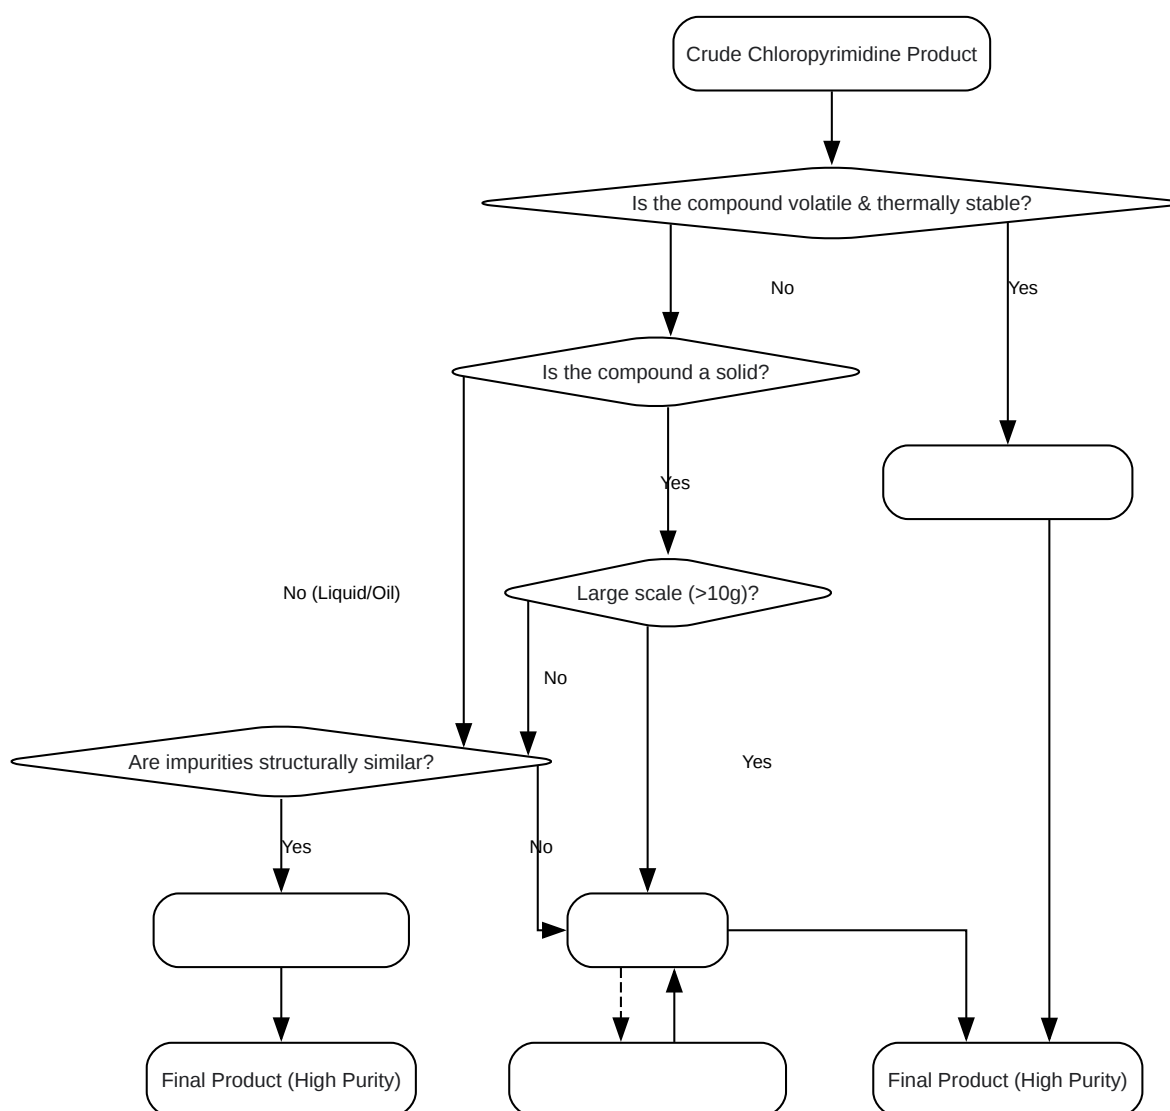 Crude Chloropyrimidine Product
Is the compound volatile & thermally stable?
No
Yes
Is the compound a solid?
Yes
No (Liquid/Oil)
Large scale (>10g)?
No
Are impurities structurally similar?
Yes
Yes
No
Final Product (High Purity)
Final Product (High Purity)